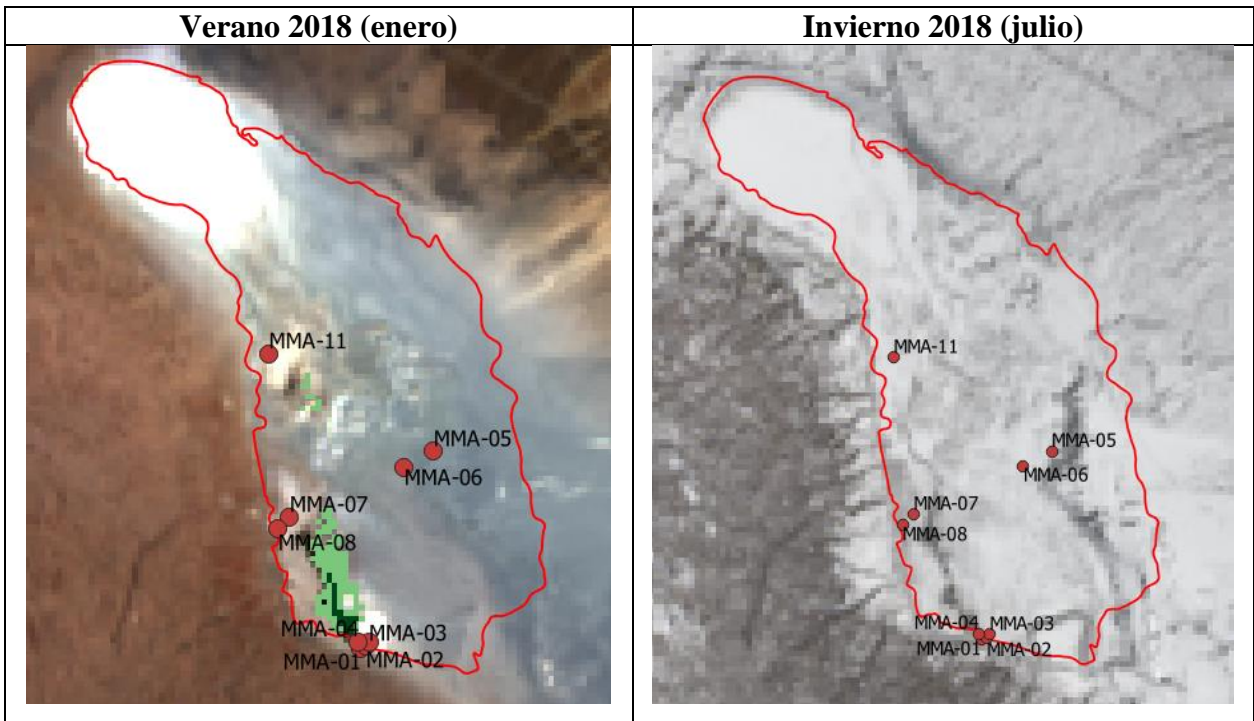 Verano 2018 (enero)
Invierno 2018 (julio)
MMA-11
MMA-05
MMA-06
MMA-07
MMA-08
MMA-04
MMA-03
MMA-01
MMA-02
MMA-11
MMA-05
MMA-06
MMA-07
MMA-08
MMA-04
MMA-03
MMA-01
MMA-02